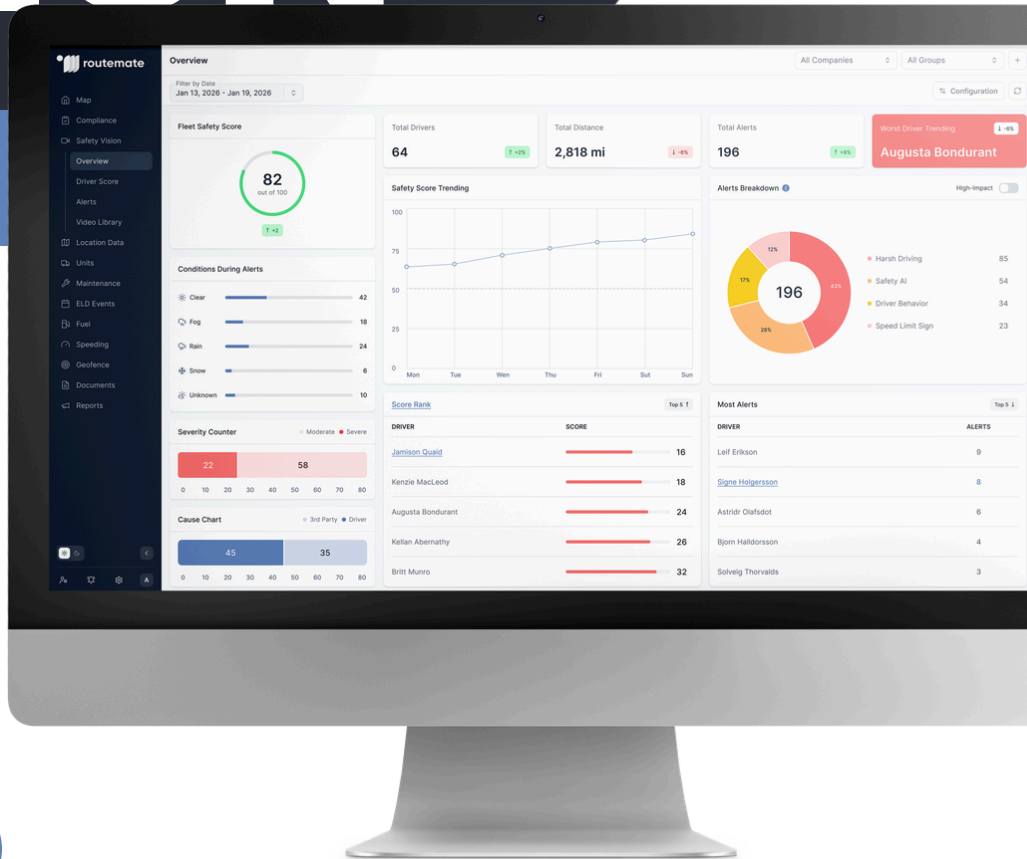 routemate
Map
Compliance
Safety Vision
Overview
Driver Score
Alerts
Video Library
Location Data
Units
Maintenance
ELD Events
Fuel
Speeding
Geofence
Documents
Reports
A
Overview
All Companies
All Groups
+
Filter by Date
Jan 13, 2026 - Jan 19, 2026
Configuration
Fleet Safety Score
82
out of 100
↑ +2
Total Drivers
64
↑ +2%
Total Distance
2,818 mi
↓ -6%
Total Alerts
196
↑ +6%
Worst Driver Trending
↓ -6%
Augusta Bondurant
Conditions During Alerts
Clear 42
Fog 18
Rain 24
Snow 6
Unknown 10
Safety Score Trending
100
75
50
25
0
Mon Tue Wen Thu Fri Sut Sun
Alerts Breakdown
High-Impact
12%
17%
43%
28%
196
Harsh Driving 85
Safety AI 54
Driver Behavior 34
Speed Limit Sign 23
Severity Counter
Moderate Severe
22 58
0 10 20 30 40 50 60 70 80
Cause Chart
3rd Party Driver
45 35
0 10 20 30 40 50 60 70 80
Score Rank
Top 5 ↑
DRIVER SCORE
Jamison Quaid 16
Kenzie MacLeod 18
Augusta Bondurant 24
Kellan Abernathy 26
Britt Munro 32
Most Alerts
Top 5 ↓
DRIVER ALERTS
Leif Erikson 9
Signe Holgersson 8
Astridr Olafsdot 6
Bjorn Halldorsson 4
Solveig Thorvalds 3